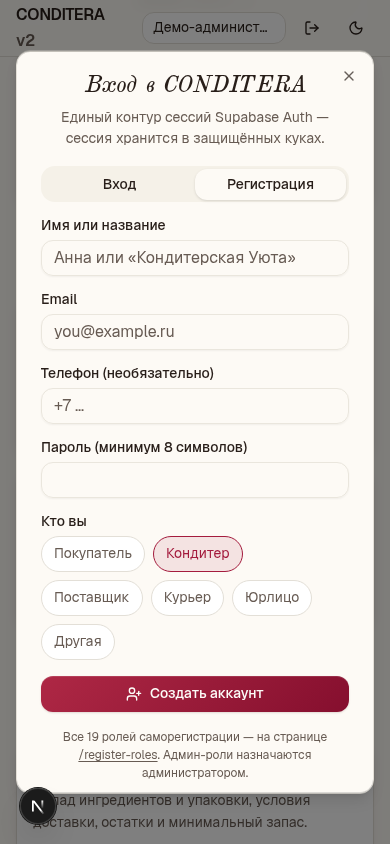 CONDITERA
v2
Демо-админист...
Вход в CONDITERA
Единый контур сессий Supabase Auth —
сессия хранится в защищённых куках.
Вход
Регистрация
Имя или название
Анна или «Кондитерская Уюта»
Email
you@example.ru
Телефон (необязательно)
+7 ...
Пароль (минимум 8 символов)
Кто вы
Покупатель
Кондитер
Поставщик
Курьер
Юрлицо
Другая
Создать аккаунт
Все 19 ролей саморегистрации — на странице
/register-roles. Админ-роли назначаются
администратором.
N
ингредиентов и упаковки, условия
доставки, остатки и минимальный запас.